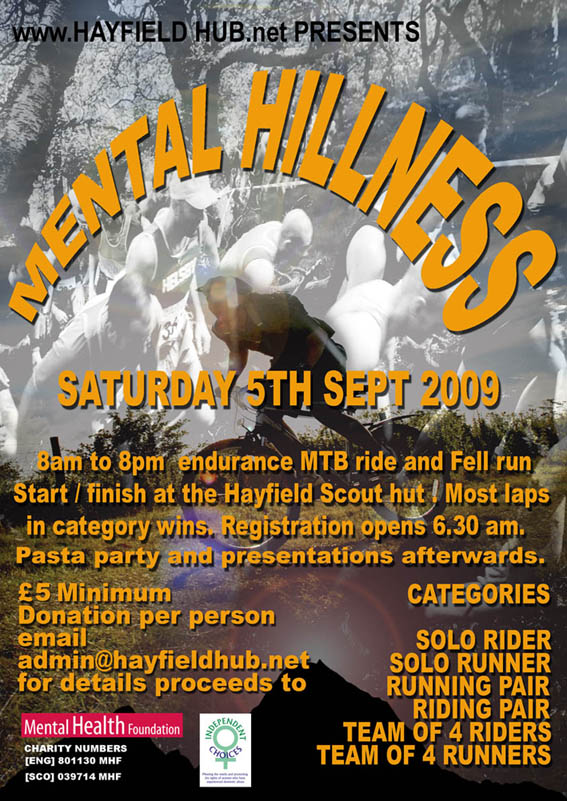 www.HAYFIELD HUB.net PRESENTS
MENTAL HILLNESS
SATURDAY 5TH SEPT 2009
8am to 8pm endurance MTB ride and Fell run
Start / finish at the Hayfield Scout hut . Most laps
in category wins. Registration opens 6.30 am.
Pasta party and presentations afterwards.
£5 Minimum
Donation per person
email
admin@hayfieldhub.net
for details proceeds to
CATEGORIES
SOLO RIDER
SOLO RUNNER
RUNNING PAIR
RIDING PAIR
TEAM OF 4 RIDERS
TEAM OF 4 RUNNERS
Mental Health Foundation
CHARITY NUMBERS
[ENG] 801130 MHF
[SCO] 039714 MHF
INDEPENDENT
CHOICES